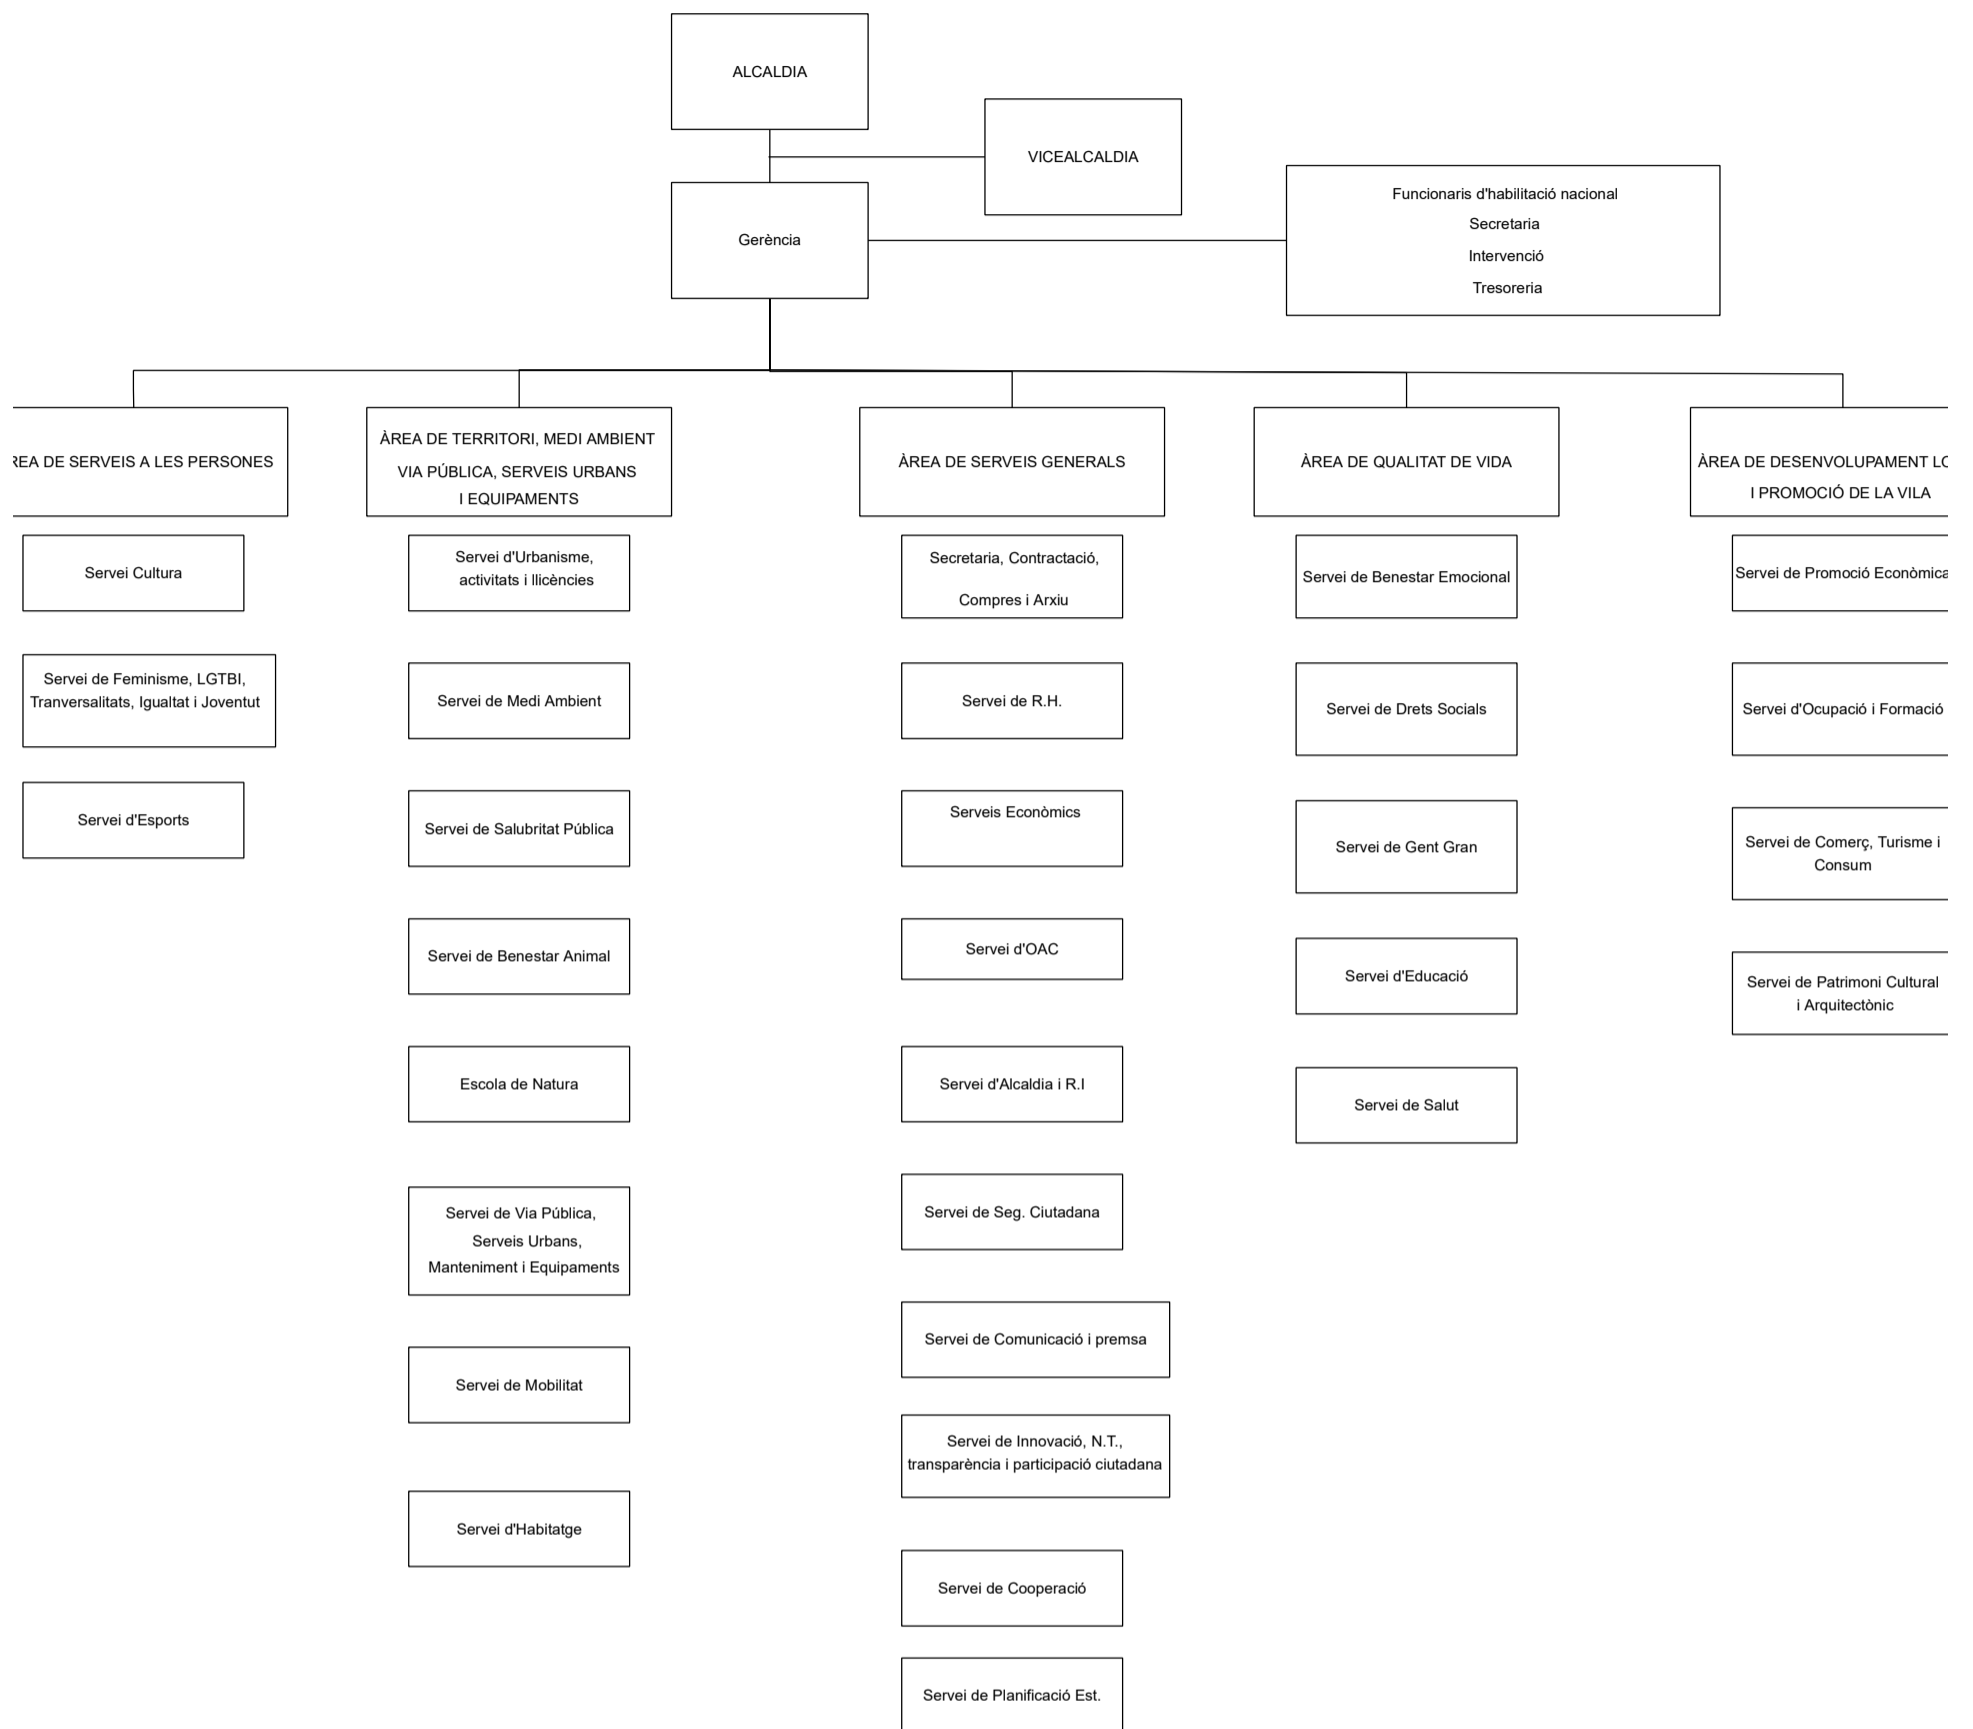 ALCALDIA
VICEALCALDIA
Gerència
Funcionaris d'habilitació nacional
Secretaria
Intervenció
Tresoreria
DE SERVEIS A LES PERSONES
Servei Cultura
Servei de Feminisme, LGTBI,
Tranversalitats, Igualtat i Joventut
Servei d'Esports
ÀREA DE TERRITORI, MEDI AMBIENT
VIA PÚBLICA, SERVEIS URBANS
I EQUIPAMENTS
Servei d'Urbanisme,
activitats i llicències
Servei de Medi Ambient
Servei de Salubritat Pública
Servei de Benestar Animal
Escola de Natura
Servei de Via Pública,
Serveis Urbans,
Manteniment i Equipaments
Servei de Mobilitat
Servei d'Habitatge
ÀREA DE SERVEIS GENERALS
Secretaria, Contractació,
Compres i Arxiu
Servei de R.H.
Serveis Econòmics
Servei d'OAC
Servei d'Alcaldia i R.I
Servei de Seg. Ciutadana
Servei de Comunicació i premsa
Servei de Innovació, N.T.,
transparència i participació ciutadana
Servei de Cooperació
Servei de Planificació Est.
ÀREA DE QUALITAT DE VIDA
Servei de Benestar Emocional
Servei de Drets Socials
Servei de Gent Gran
Servei d'Educació
Servei de Salut
ÀREA DE DESENVOLUPAMENT
I PROMOCIÓ DE LA VILA
Servei de Promoció Econòmica
Servei d'Ocupació i Formació
Servei de Comerç, Turisme i
Consum
Servei de Patrimoni Cultural
i Arquitectònic